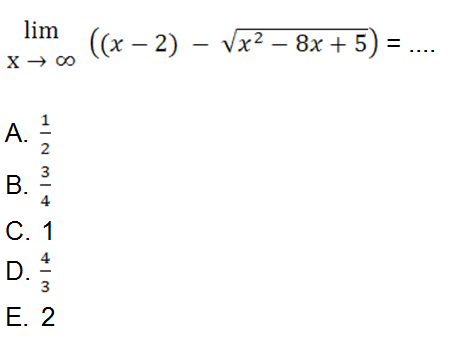 lim
x → ∞ ((x − 2) − √(x² − 8x + 5)) = ....
A. 1/2
B. 3/4
C. 1
D. 4/3
E. 2